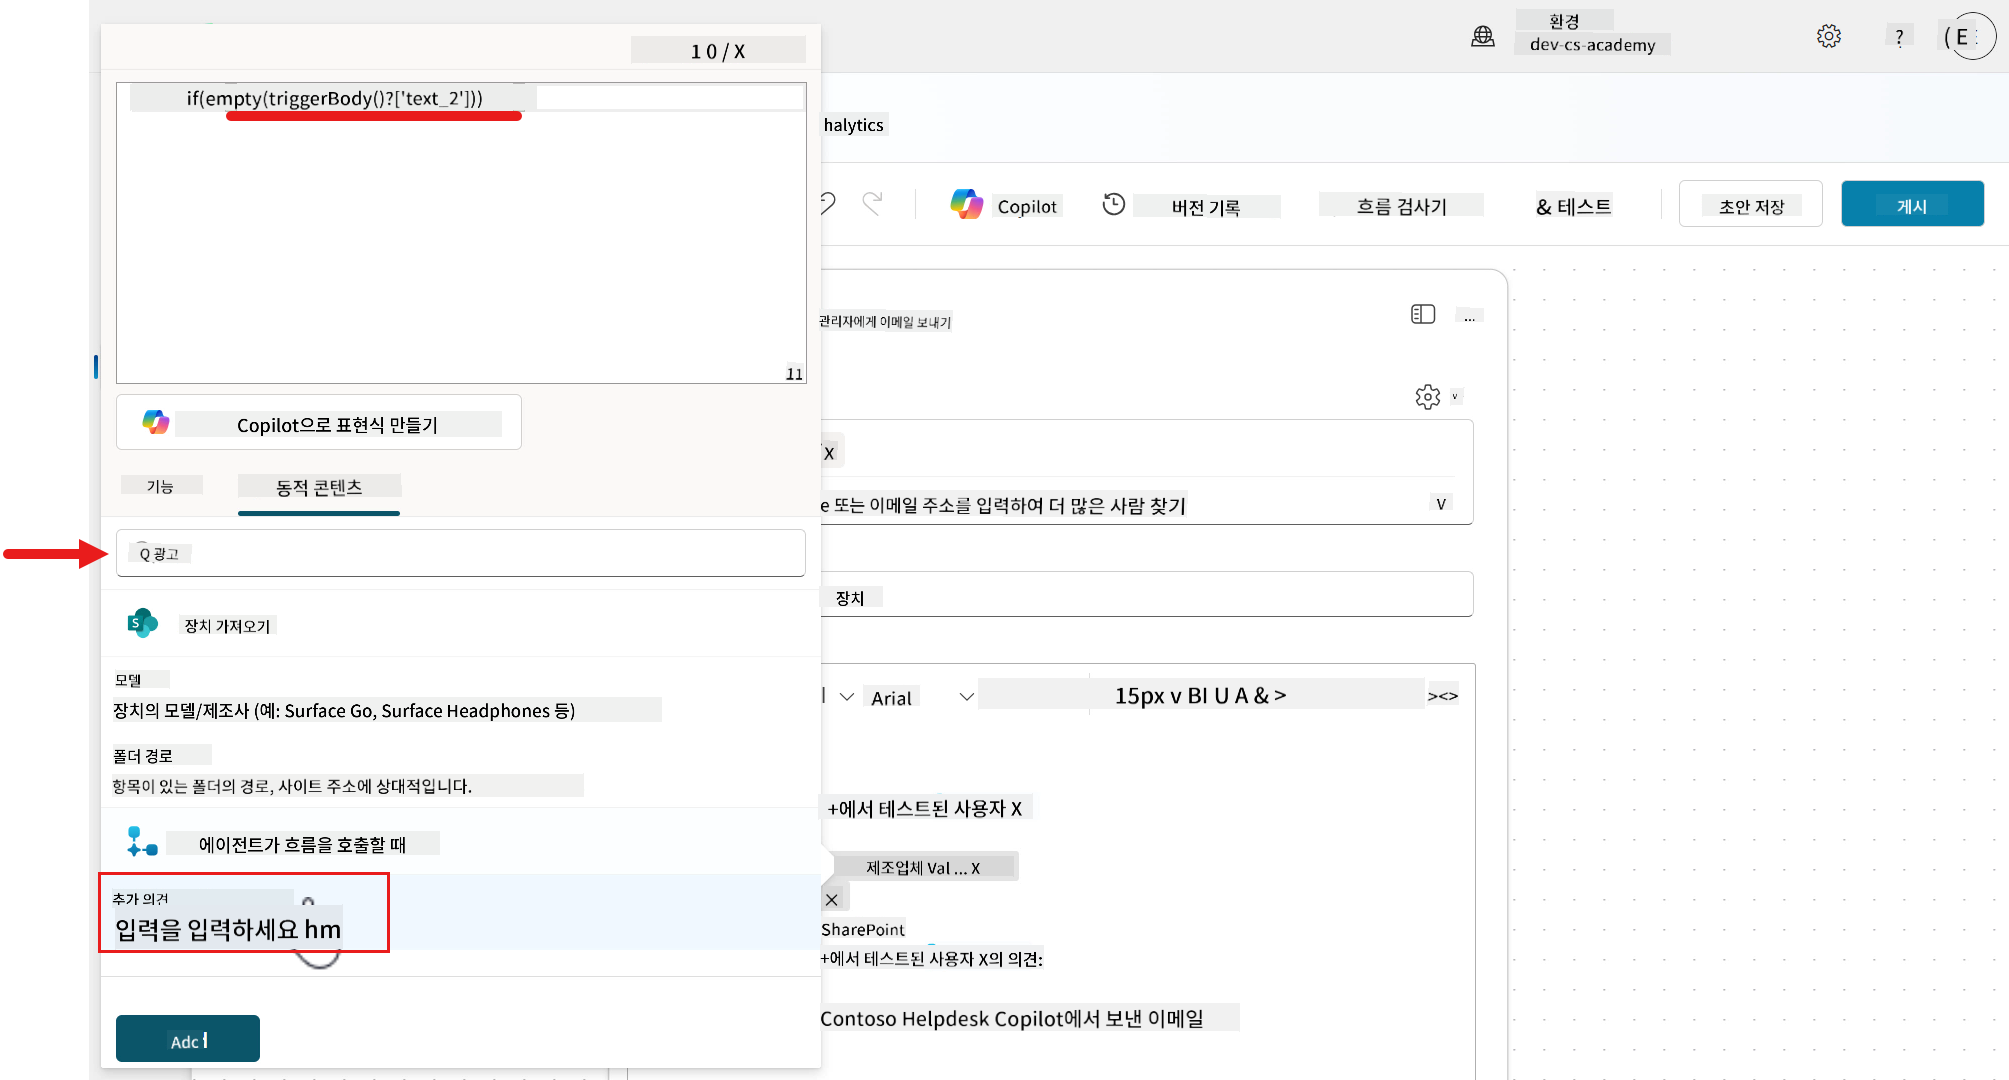 환경
dev-cs-academy
?
( E
1 0 / X
if(empty(triggerBody()?['text_2']))
11
Copilot으로 표현식 만들기
기능
동적 콘텐츠
Q 광고
장치 가져오기
모델
장치의 모델/제조사 (예: Surface Go, Surface Headphones 등)
폴더 경로
항목이 있는 폴더의 경로, 사이트 주소에 상대적입니다.
에이전트가 흐름을 호출할 때
추가 의견
입력을 입력하세요 hm
Adc
halytics
Copilot
버전 기록
흐름 검사기
& 테스트
초안 저장
게시
관리자에게 이메일 보내기
...
v
X
e 또는 이메일 주소를 입력하여 더 많은 사람 찾기
V
장치
Arial
15px v BI U A & >
><>
+에서 테스트된 사용자 X
제조업체 Val ... X
X
SharePoint
+에서 테스트된 사용자 X의 의견:
Contoso Helpdesk Copilot에서 보낸 이메일